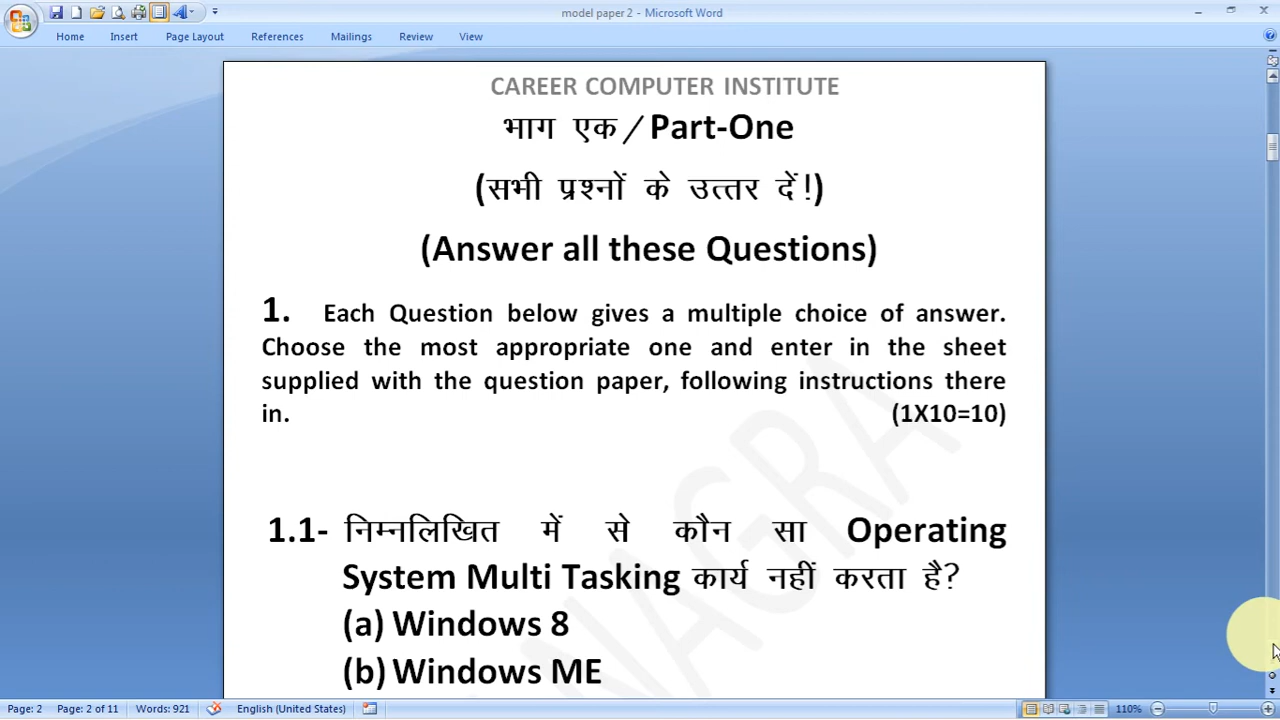 model paper 2 - Microsoft Word
Home Insert Page Layout References Mailings Review View
CAREER COMPUTER INSTITUTE
भाग एक/Part-One
(सभी प्रश्नों के उत्तर दें!)
(Answer all these Questions)
1. Each Question below gives a multiple choice of answer.
Choose the most appropriate one and enter in the sheet
supplied with the question paper, following instructions there
in. (1X10=10)
1.1- निम्नलिखित में से कौन सा Operating
System Multi Tasking कार्य नहीं करता है?
(a) Windows 8
(b) Windows ME
NAGRA
Page: 2 Page: 2 of 11 Words: 921 English (United States) 110%